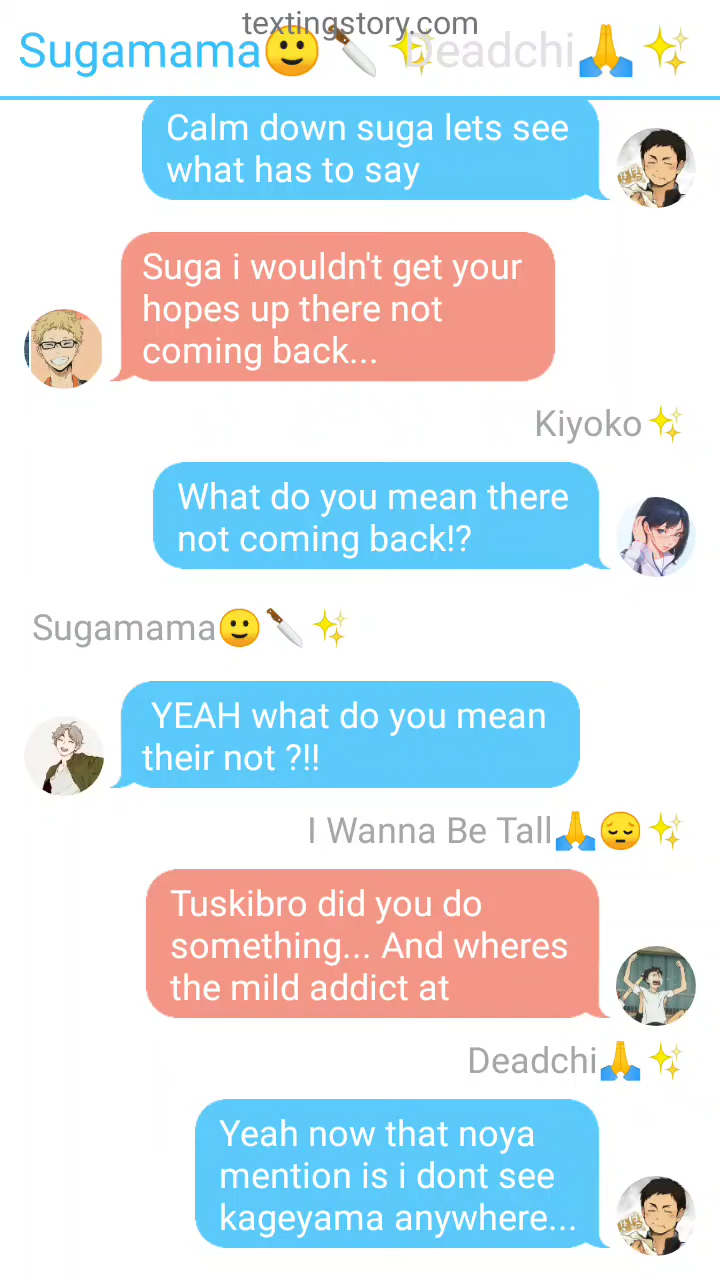 textingstory.com
Sugamama🙂🔪✨ Deadchi🙏✨
Calm down suga lets see
what has to say
Suga i wouldn't get your
hopes up there not
coming back...
Kiyoko✨
What do you mean there
not coming back!?
Sugamama🙂🔪✨
YEAH what do you mean
their not ?!!
I Wanna Be Tall🙏😔✨
Tuskibro did you do
something... And wheres
the mild addict at
Deadchi🙏✨
Yeah now that noya
mention is i dont see
kageyama anywhere...